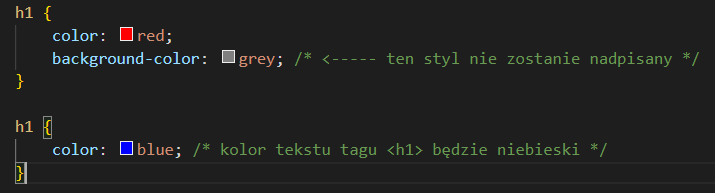 h1 {
color: red;
background-color: grey; /* <----- ten styl nie zostanie nadpisany */
}
h1 {
color: blue; /* kolor tekstu tagu <h1> będzie niebieski */
}